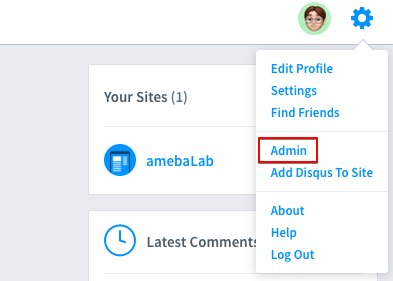 Edit Profile
Settings
Find Friends
Your Sites (1)
Admin
amebaLab
Add Disqus To Site
About
Help
Latest Comments
Log Out